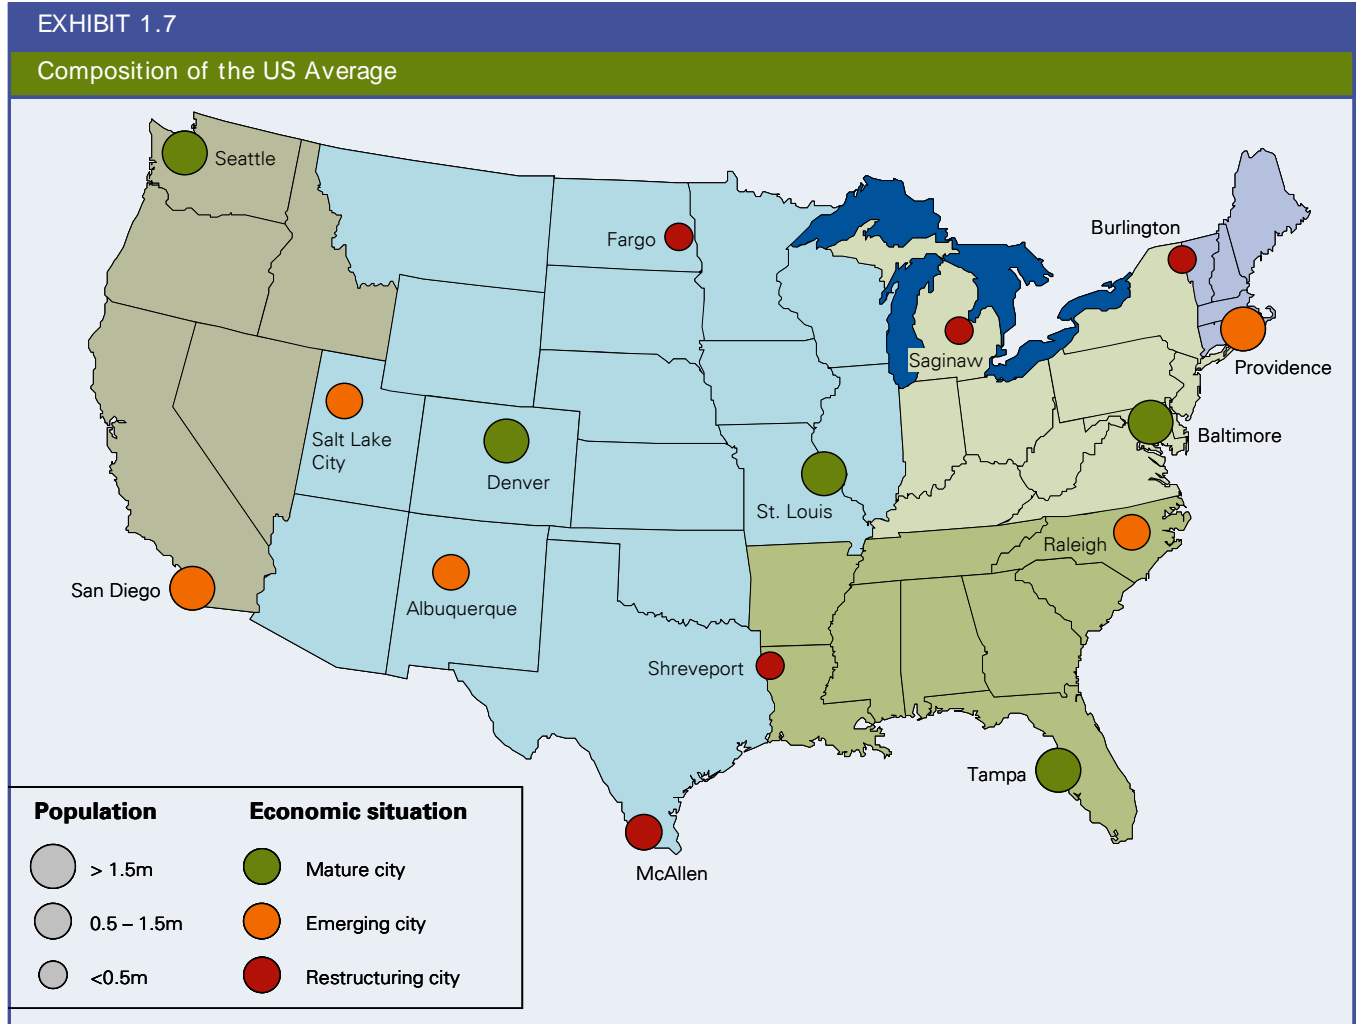 EXHIBIT 1.7
Composition of the US Average
Seattle
Fargo
Burlington
Saginaw
Providence
Salt Lake
City
Denver
St. Louis
Baltimore
Raleigh
San Diego
Albuquerque
Shreveport
Tampa
McAllen
Population
> 1.5m
0.5 – 1.5m
<0.5m
Economic situation
Mature city
Emerging city
Restructuring city